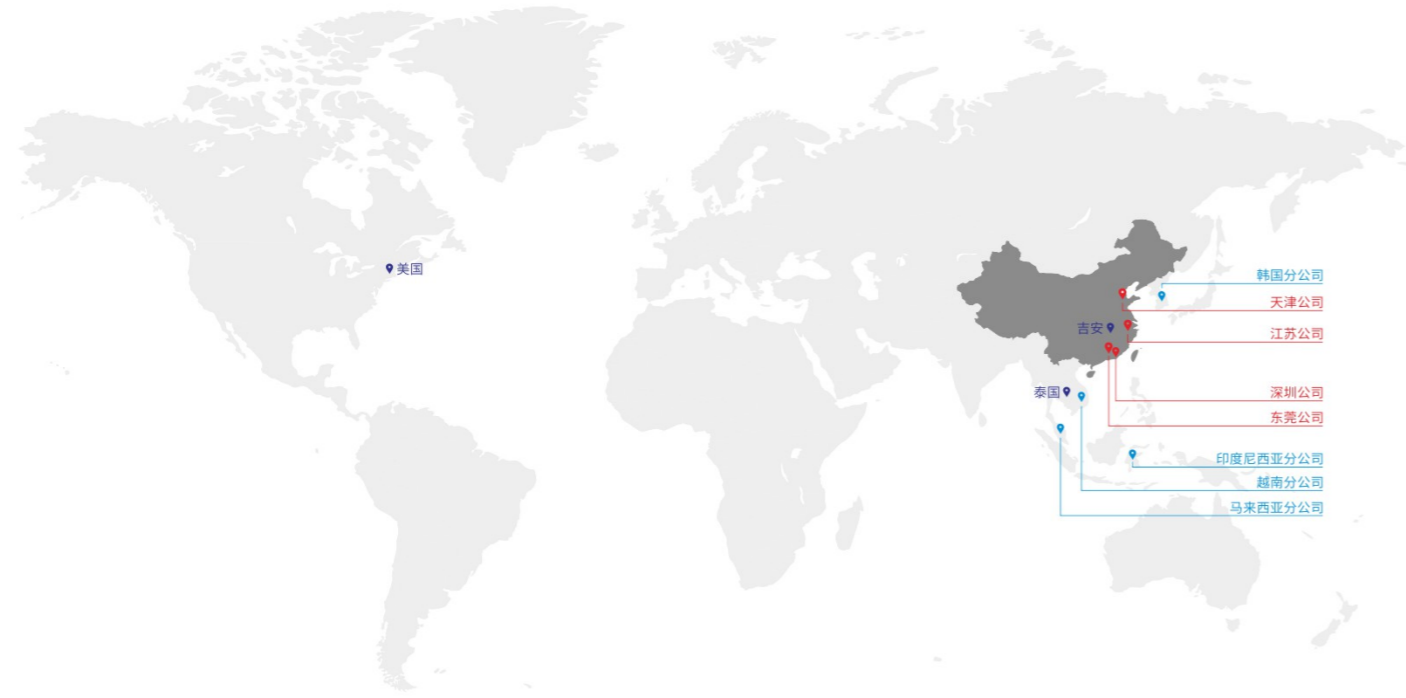 美国
韩国分公司
天津公司
吉安
江苏公司
泰国
深圳公司
东莞公司
印度尼西亚分公司
越南分公司
马来西亚分公司